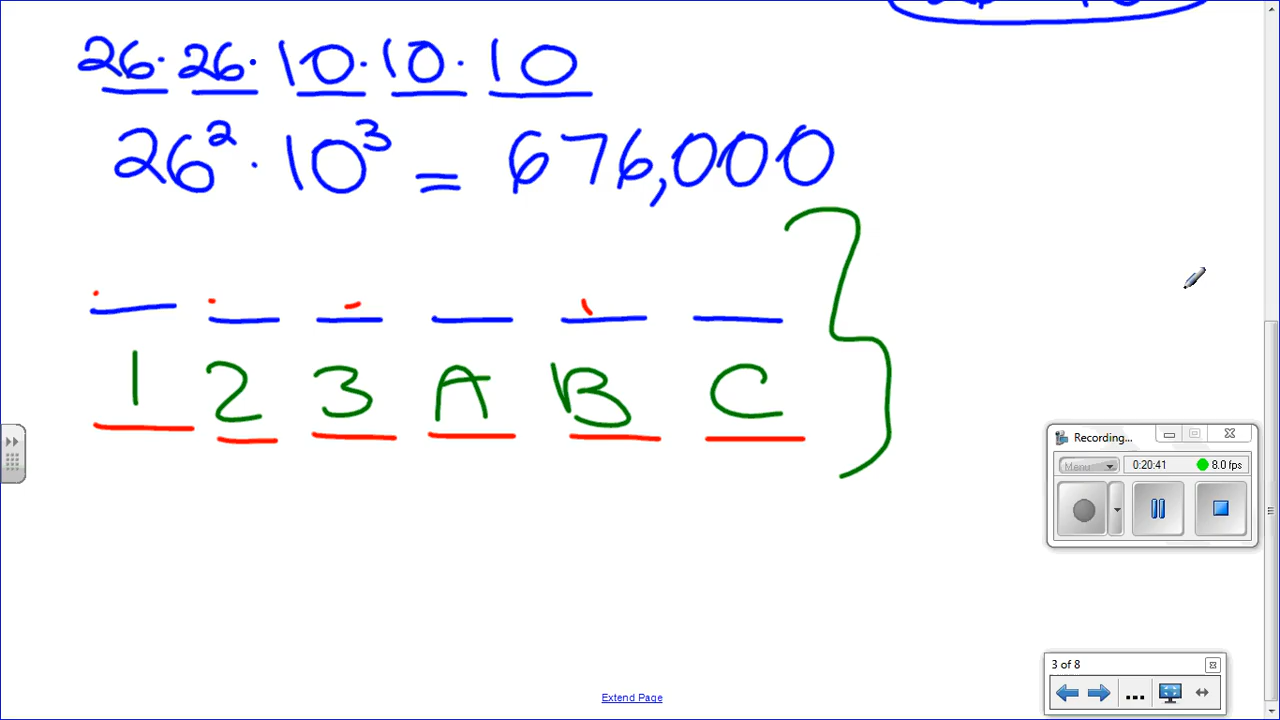 26 · 26 · 10 · 10 · 10
26² · 10³ = 676,000
1 2 3 A B C
Recording...
Menu
0:20:41
8.0 fps
3 of 8
...
Extend Page